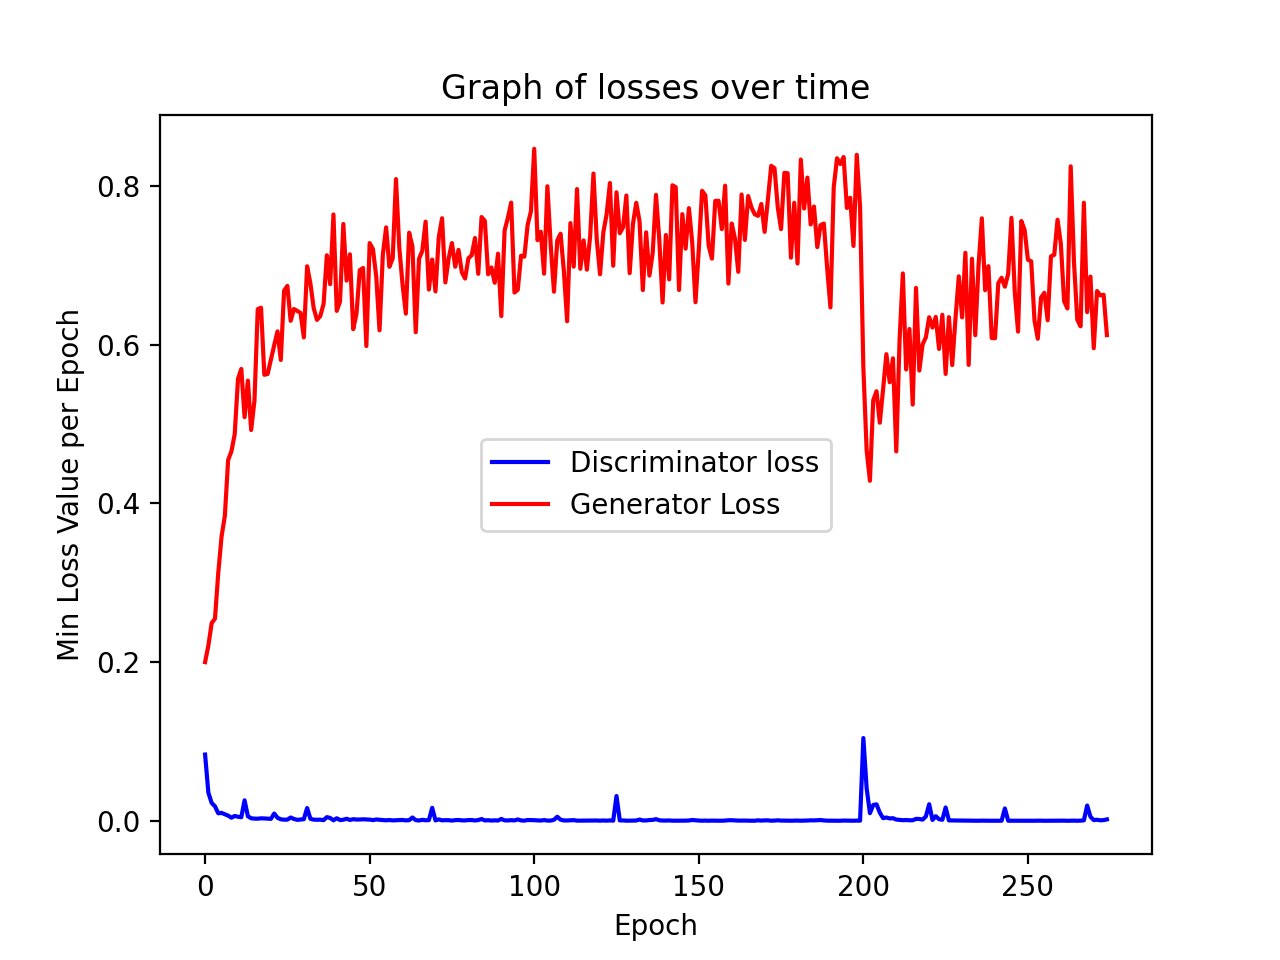 Graph of losses over time
Min Loss Value per Epoch
0.8
0.6
0.4
0.2
0.0
Discriminator loss
Generator Loss
0 50 100 150 200 250
Epoch